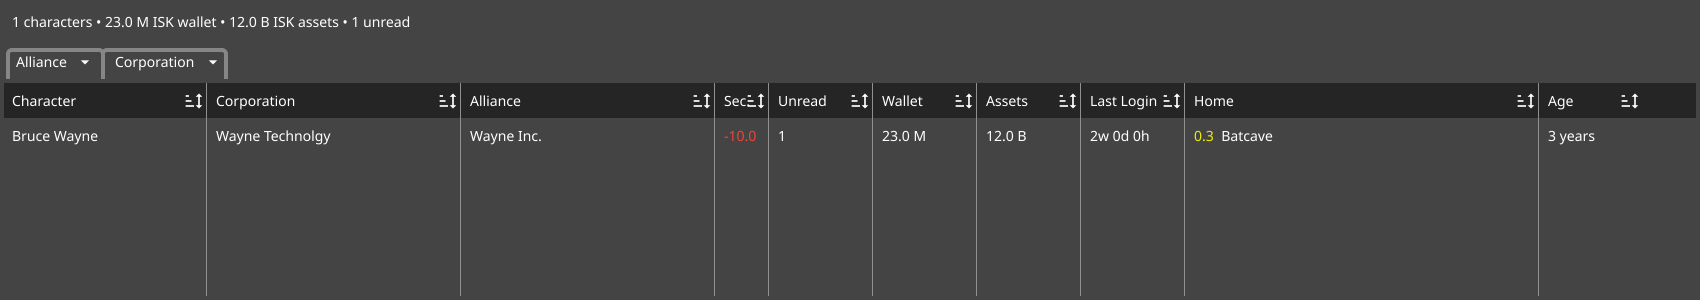 1 characters • 23.0 M ISK wallet • 12.0 B ISK assets • 1 unread
Alliance Corporation
Character Corporation Alliance Sec Unread Wallet Assets Last Login Home Age
Bruce Wayne Wayne Technolgy Wayne Inc. -10.0 1 23.0 M 12.0 B 2w 0d 0h 0.3 Batcave 3 years